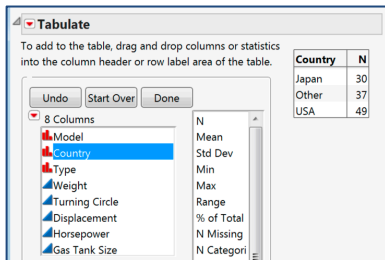 Tabulate
To add to the table, drag and drop columns or statistics
into the column header or row label area of the table.
Undo Start Over Done
8 Columns
Model
Country
Type
Weight
Turning Circle
Displacement
Horsepower
Gas Tank Size
N
Mean
Std Dev
Min
Max
Range
% of Total
N Missing
N Categori
Country N
Japan 30
Other 37
USA 49